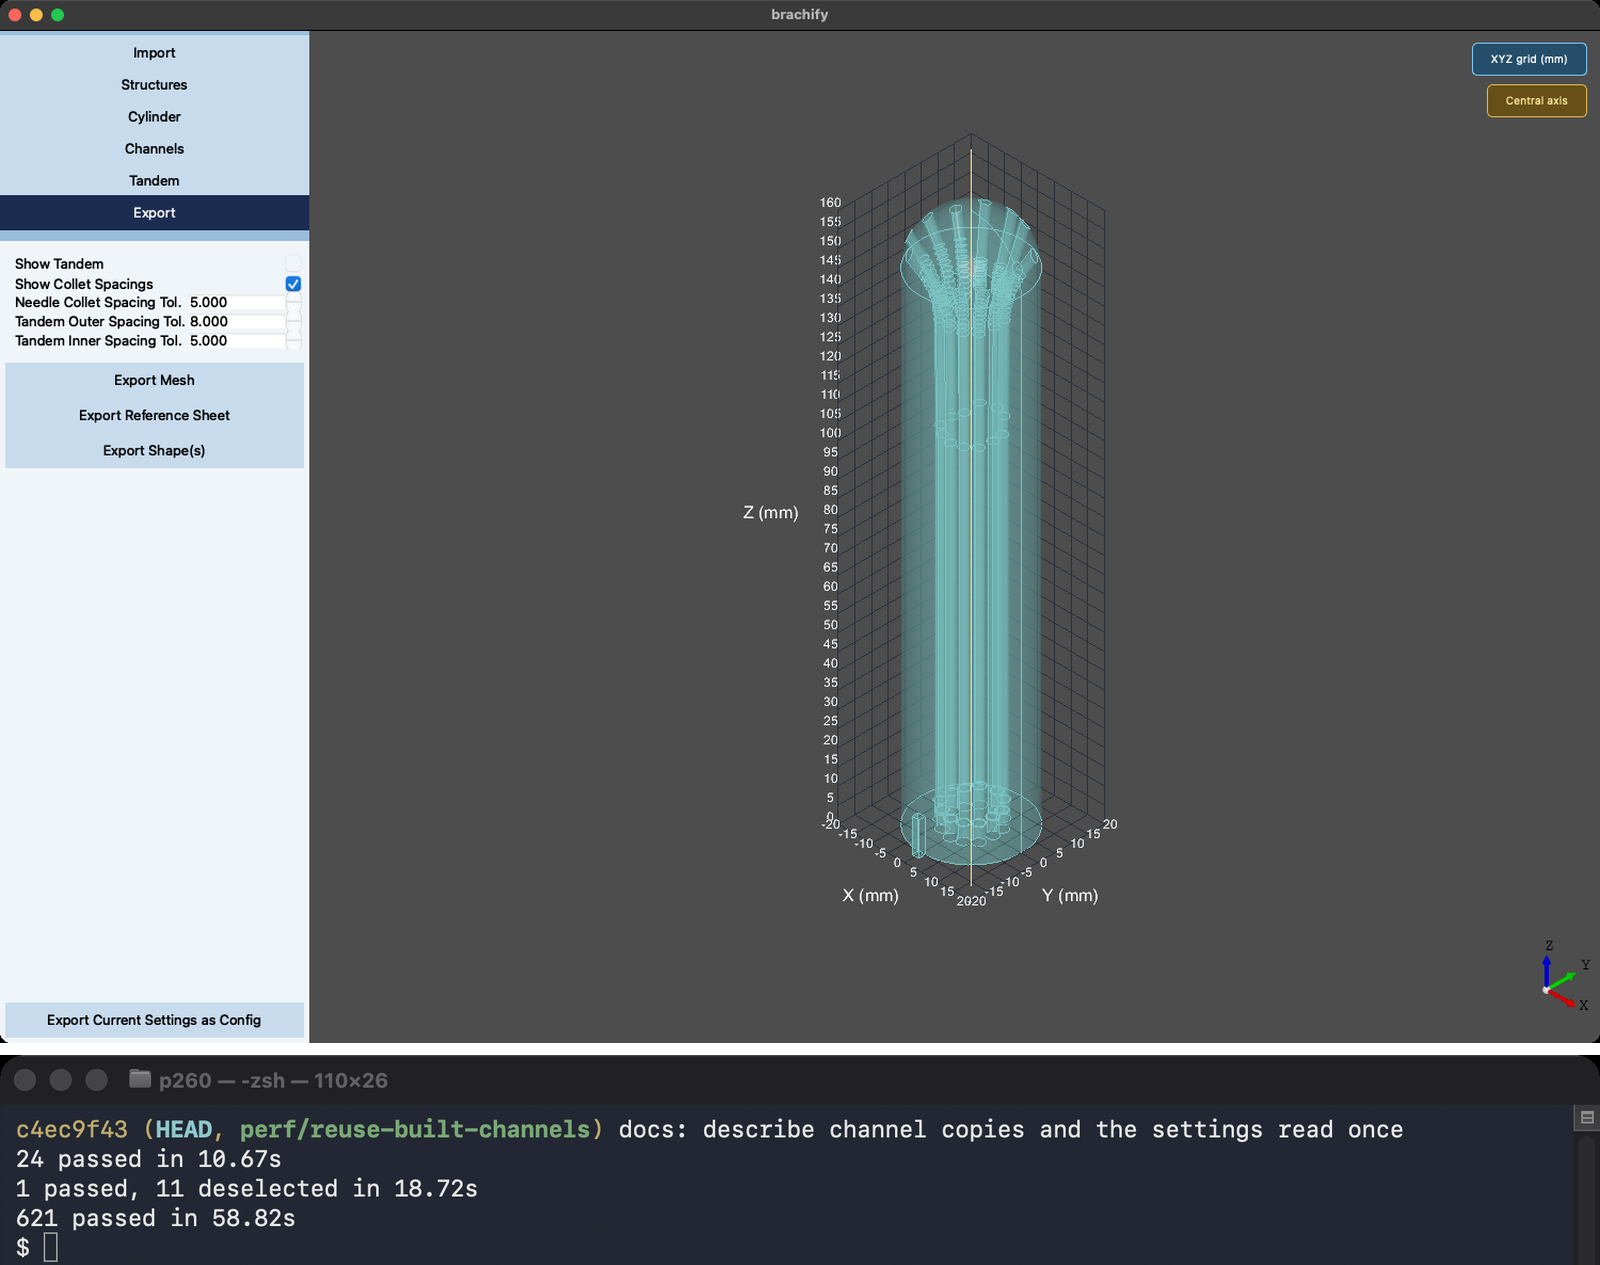 brachify
Import
Structures
Cylinder
Channels
Tandem
Export
Show Tandem
Show Collet Spacings
Needle Collet Spacing Tol. 5.000
Tandem Outer Spacing Tol. 8.000
Tandem Inner Spacing Tol. 5.000
Export Mesh
Export Reference Sheet
Export Shape(s)
Export Current Settings as Config
XYZ grid (mm)
Central axis
160
155
150
145
140
135
130
125
120
115
110
105
100
95
90
85
80
75
70
65
60
55
50
45
40
35
30
25
20
15
10
5
0
Z (mm)
-20
-15
-10
-5
0
5
10
15
20
X (mm)
-20
-15
-10
-5
0
5
10
15
20
Y (mm)
Z
Y
X
p260 — -zsh — 110×26
c4ec9f43 (HEAD, perf/reuse-built-channels) docs: describe channel copies and the settings read once
24 passed in 10.67s
1 passed, 11 deselected in 18.72s
621 passed in 58.82s
$